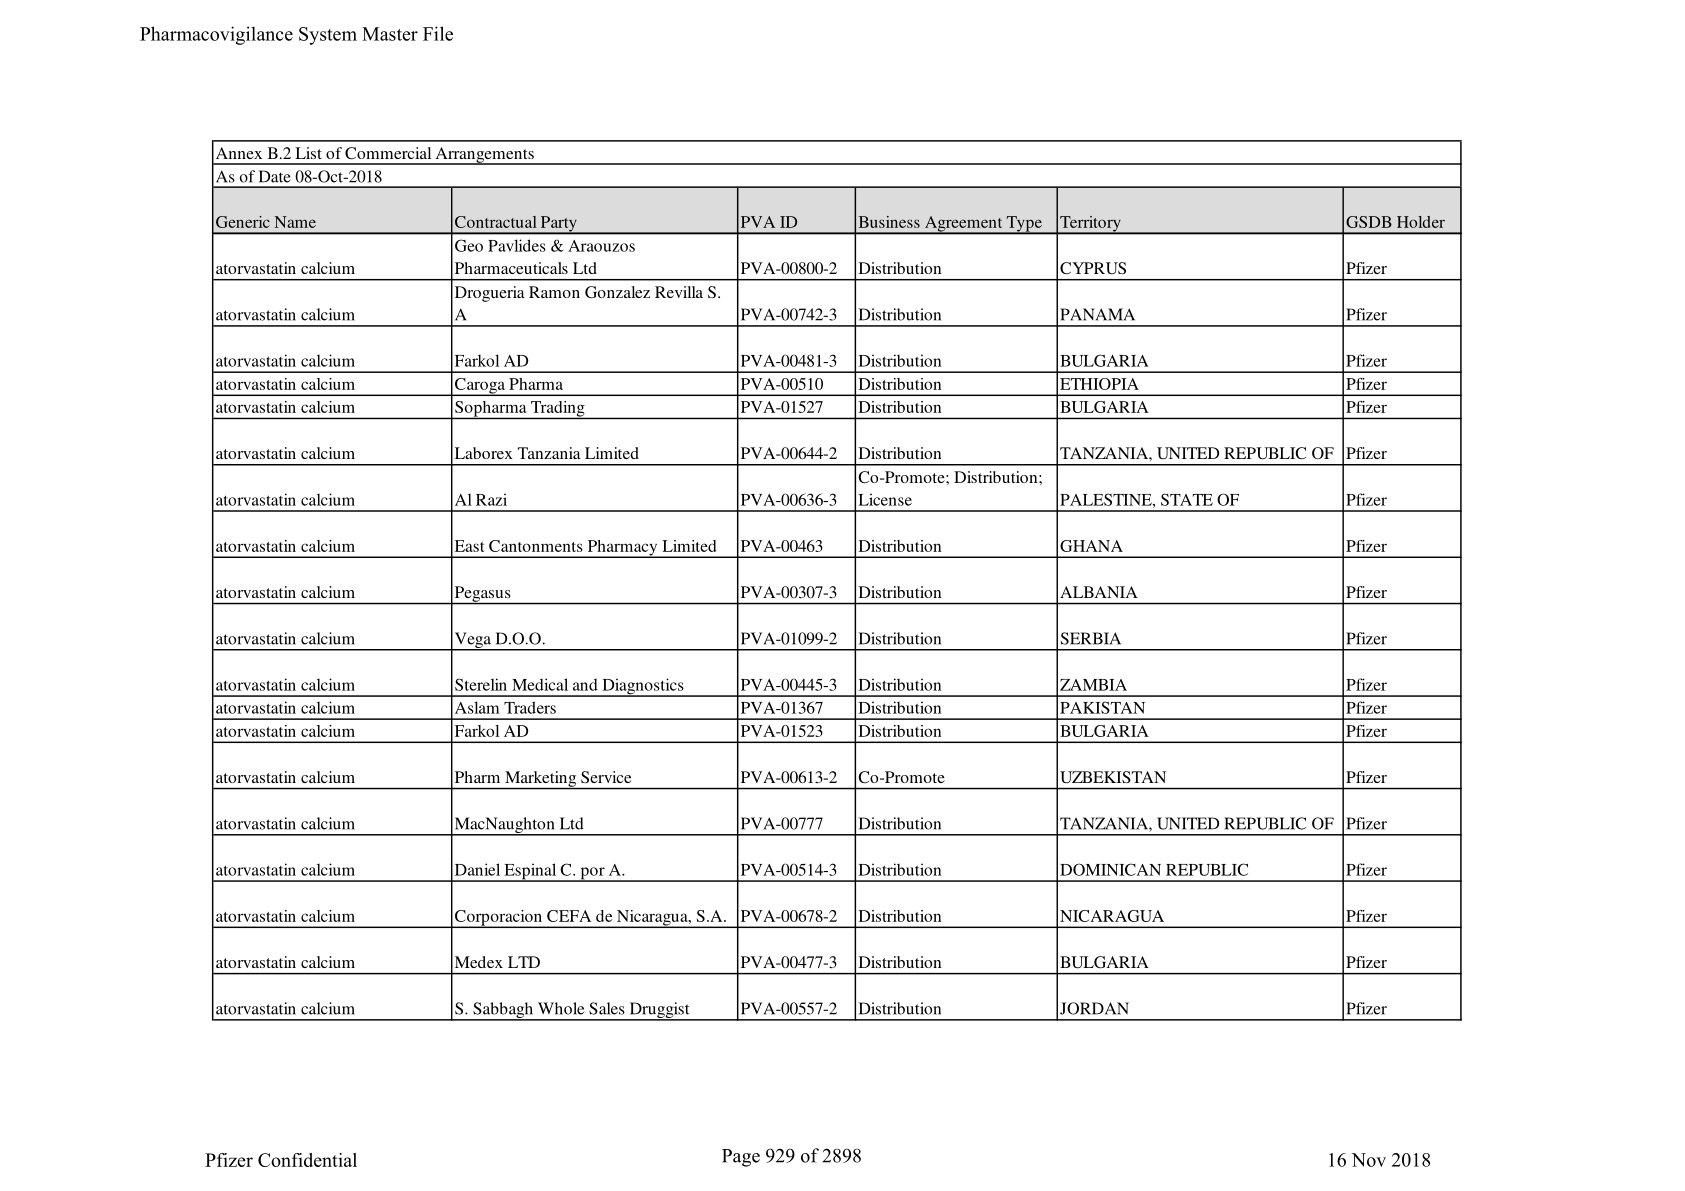 Pharmacovigilance System Master File
Annex B.2 List of Commercial Arrangements
As of Date 08-Oct-2018
Generic Name Contractual Party PVA ID Business Agreement Type Territory GSDB Holder
Geo Pavlides & Araouzos
atorvastatin calcium Pharmaceuticals Ltd PVA-00800-2 Distribution CYPRUS Pfizer
Drogueria Ramon Gonzalez Revilla S.
atorvastatin calcium A PVA-00742-3 Distribution PANAMA Pfizer
atorvastatin calcium Farkol AD PVA-00481-3 Distribution BULGARIA Pfizer
atorvastatin calcium Caroga Pharma PVA-00510 Distribution ETHIOPIA Pfizer
atorvastatin calcium Sopharma Trading PVA-01527 Distribution BULGARIA Pfizer
atorvastatin calcium Laborex Tanzania Limited PVA-00644-2 Distribution TANZANIA, UNITED REPUBLIC OF Pfizer
Co-Promote; Distribution;
atorvastatin calcium Al Razi PVA-00636-3 License PALESTINE, STATE OF Pfizer
atorvastatin calcium East Cantonments Pharmacy Limited PVA-00463 Distribution GHANA Pfizer
atorvastatin calcium Pegasus PVA-00307-3 Distribution ALBANIA Pfizer
atorvastatin calcium Vega D.O.O. PVA-01099-2 Distribution SERBIA Pfizer
atorvastatin calcium Sterelin Medical and Diagnostics PVA-00445-3 Distribution ZAMBIA Pfizer
atorvastatin calcium Aslam Traders PVA-01367 Distribution PAKISTAN Pfizer
atorvastatin calcium Farkol AD PVA-01523 Distribution BULGARIA Pfizer
atorvastatin calcium Pharm Marketing Service PVA-00613-2 Co-Promote UZBEKISTAN Pfizer
atorvastatin calcium MacNaughton Ltd PVA-00777 Distribution TANZANIA, UNITED REPUBLIC OF Pfizer
atorvastatin calcium Daniel Espinal C. por A. PVA-00514-3 Distribution DOMINICAN REPUBLIC Pfizer
atorvastatin calcium Corporacion CEFA de Nicaragua, S.A. PVA-00678-2 Distribution NICARAGUA Pfizer
atorvastatin calcium Medex LTD PVA-00477-3 Distribution BULGARIA Pfizer
atorvastatin calcium S. Sabbagh Whole Sales Druggist PVA-00557-2 Distribution JORDAN Pfizer
Pfizer Confidential Page 929 of 2898 16 Nov 2018